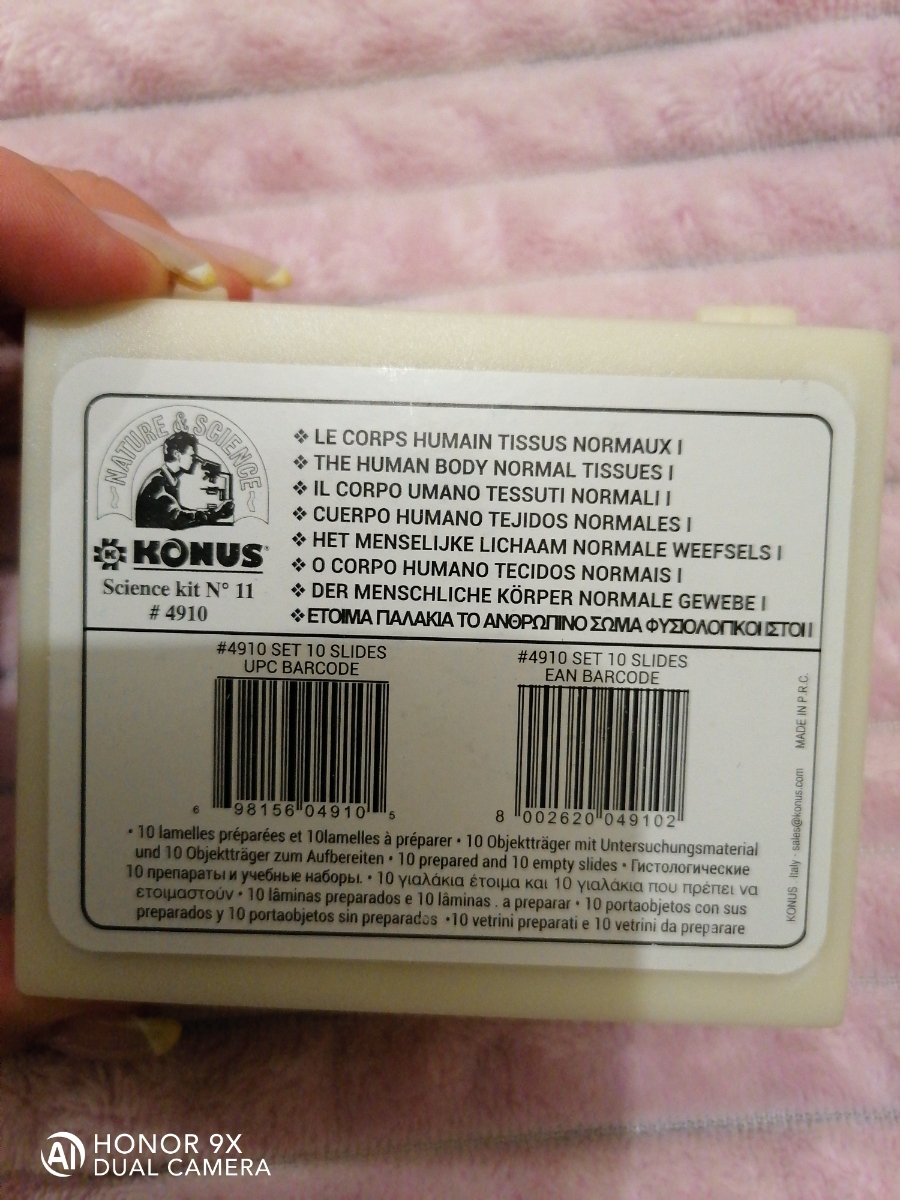 NATURE & SCIENCE
KONUS
Science kit N° 11
# 4910
❖ LE CORPS HUMAIN TISSUS NORMAUX I
❖ THE HUMAN BODY NORMAL TISSUES I
❖ IL CORPO UMANO TESSUTI NORMALI I
❖ CUERPO HUMANO TEJIDOS NORMALES I
❖ HET MENSELIJKE LICHAAM NORMALE WEEFSELS I
❖ O CORPO HUMANO TECIDOS NORMAIS I
❖ DER MENSCHLICHE KÖRPER NORMALE GEWEBE I
❖ ΕΤΟΙΜΑ ΓΙΑΛΑΚΙΑ ΤΟ ΑΝΘΡΩΠΙΝΟ ΣΩΜΑ ΦΥΣΙΟΛΟΓΙΚΟΙ ΙΣΤΟΙ I
#4910 SET 10 SLIDES
UPC BARCODE
6 98156 04910 5
#4910 SET 10 SLIDES
EAN BARCODE
8 002620 049102
• 10 lamelles préparées et 10lamelles à préparer • 10 Objektträger mit Untersuchungsmaterial
und 10 Objektträger zum Aufbereiten • 10 prepared and 10 empty slides • Гистологические
10 препараты и учебные наборы. • 10 γιαλάκια έτοιμα και 10 γιαλάκια που πρέπει να
ετοιμαστούν • 10 lâminas preparados e 10 lâminas . a preparar • 10 portaobjetos con sus
preparados y 10 portaobjetos sin preparados •10 vetrini preparati e 10 vetrini da preparare
KONUS Italy - sales@konus.com MADE IN P.R.C.
HONOR 9X
DUAL CAMERA